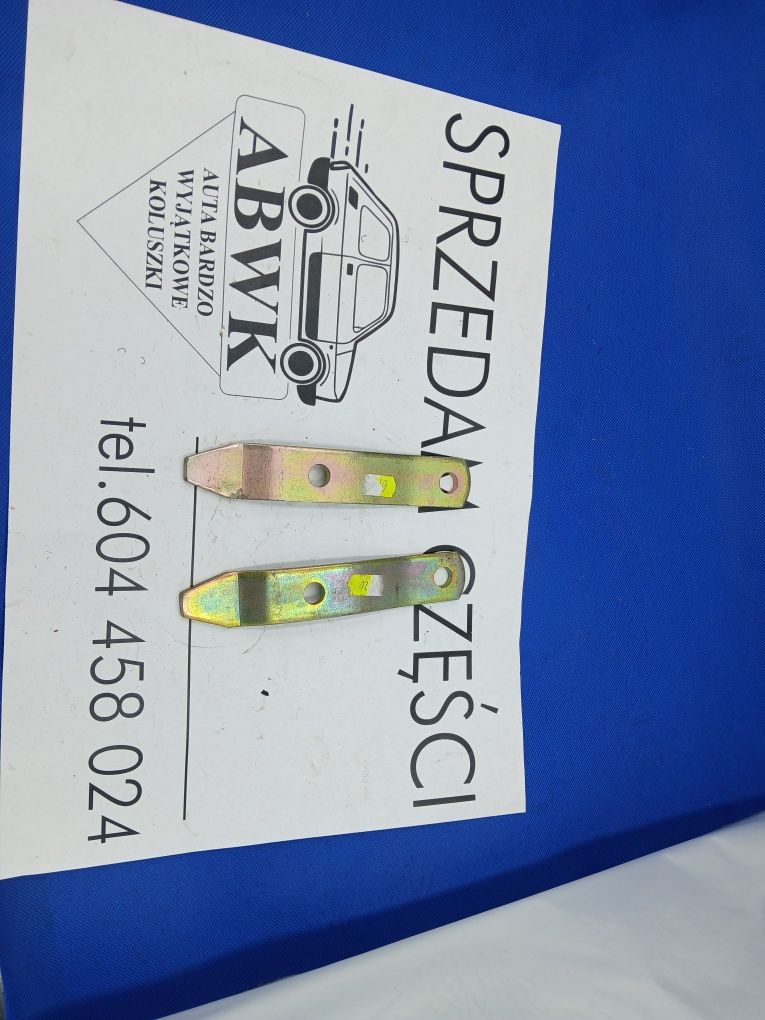 SPRZEDAM CZĘŚCI
ABWK
AUTA BARDZO
WYJĄTKOWE
KOLUSZKI
tel.604 458 024